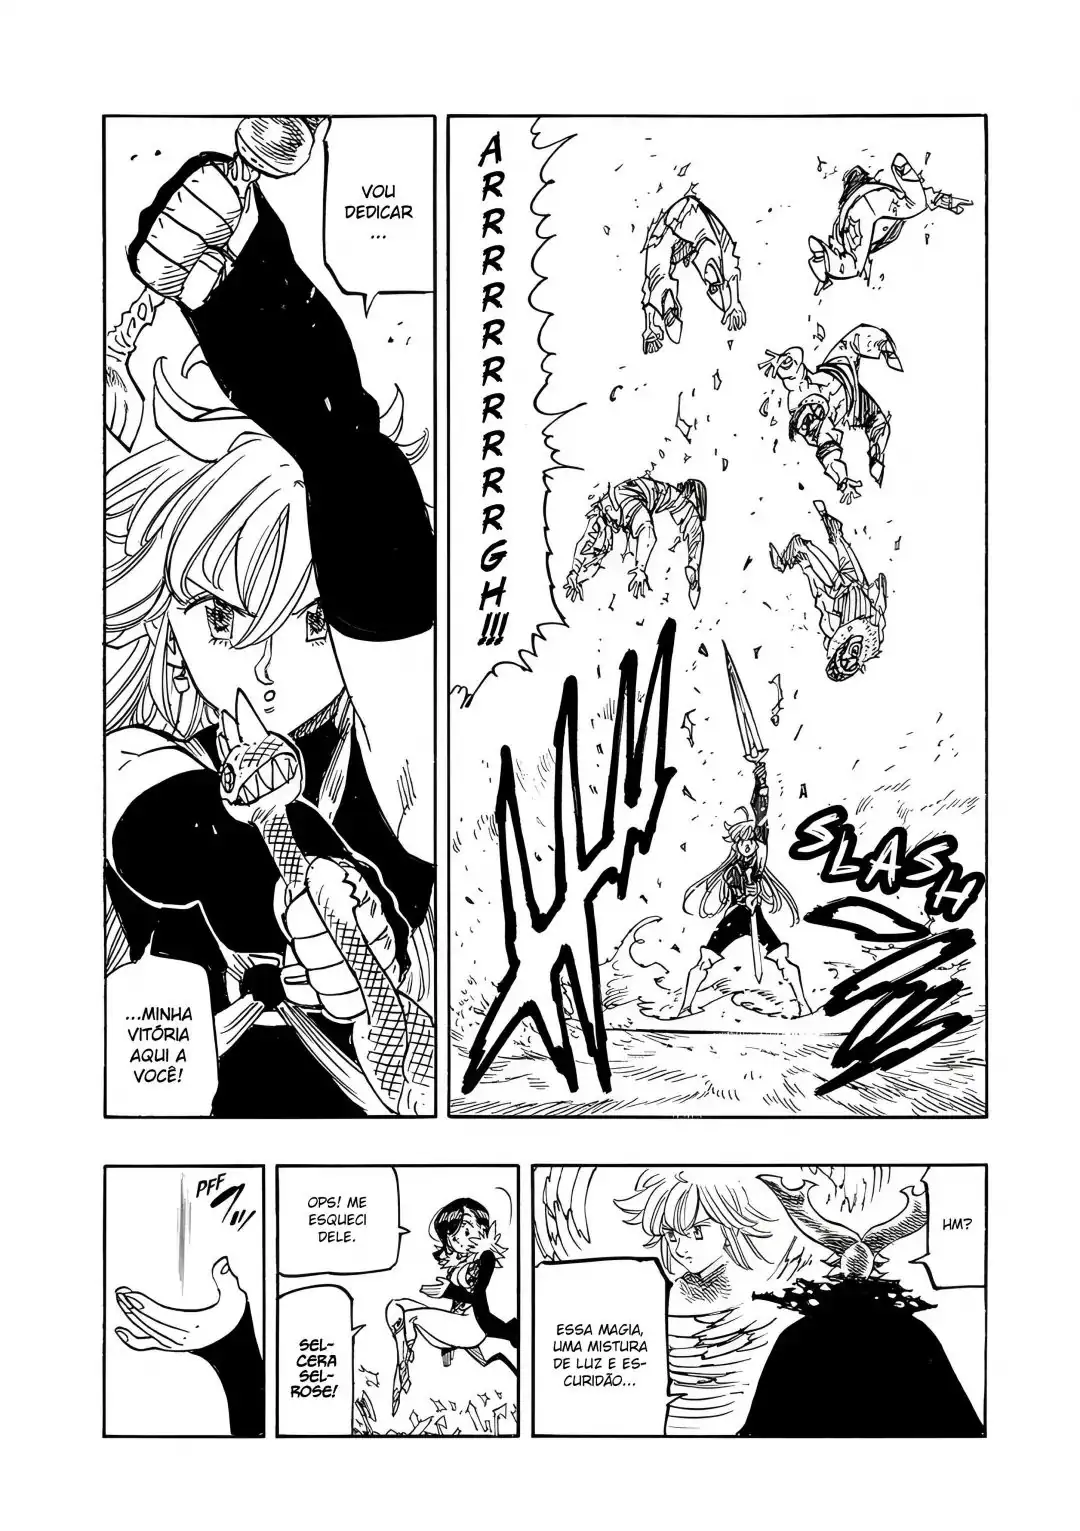 ARRRRRRRRRRRGH!!!
SLASH
VOU
DEDICAR
...
...MINHA
VITÓRIA
AQUI A
VOCÊ!
HM?
ESSA MAGIA,
UMA MISTURA
DE LUZ E ES-
CURIDÃO...
OPS! ME
ESQUECI
DELE.
SEL-
CERA
SEL-
ROSE!
PFF